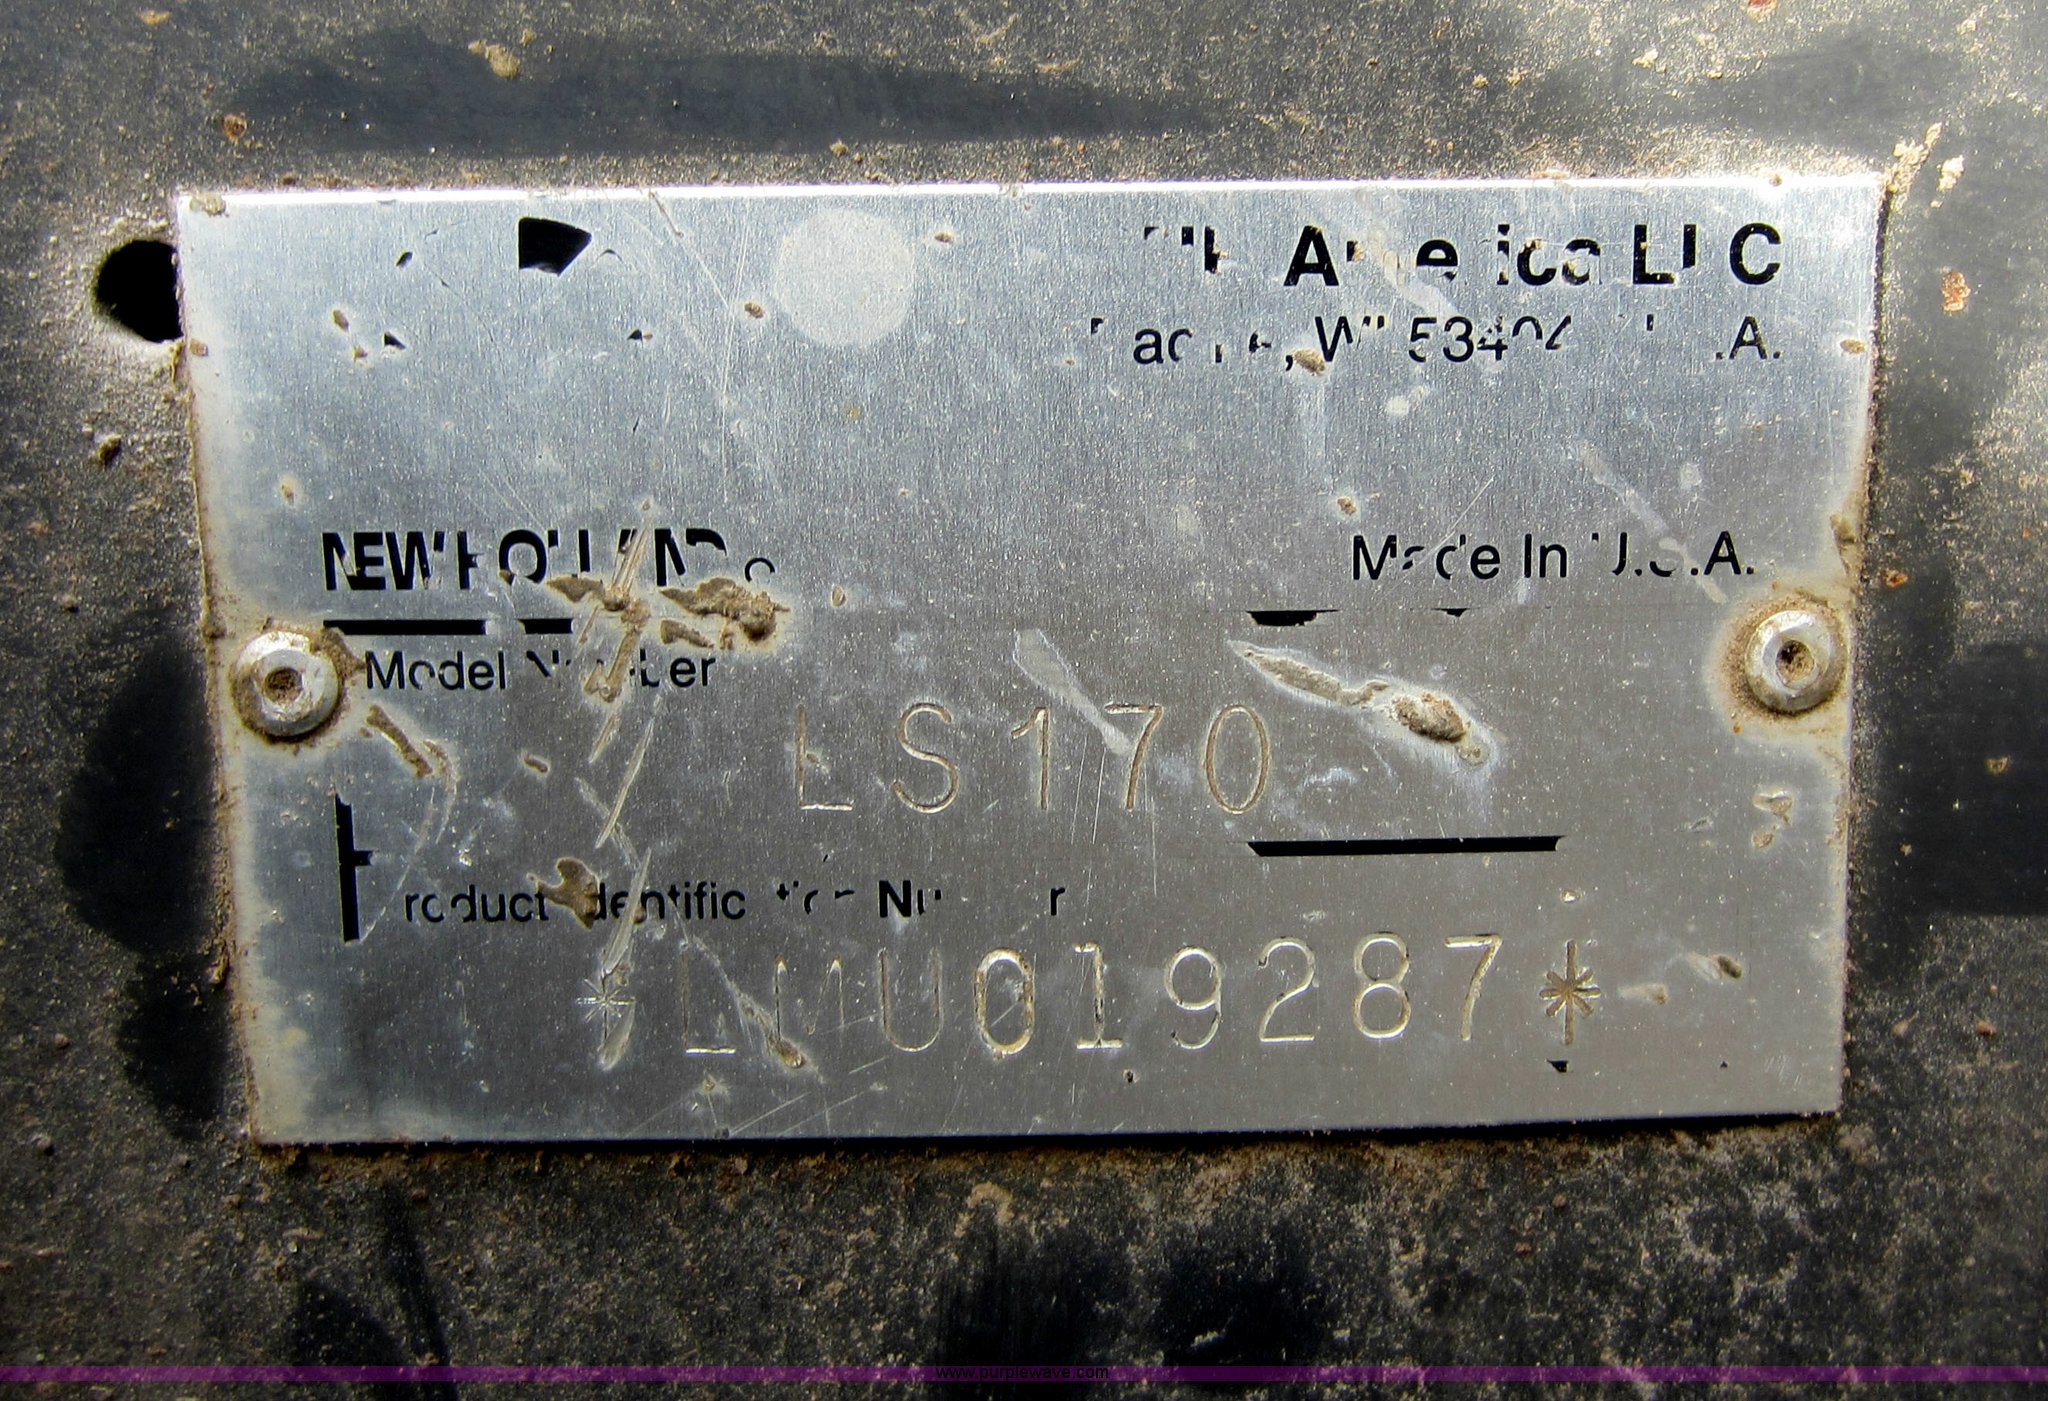 CNH America LLC
Racine, WI 53404 U.S.A.
NEW HOLLAND
Made In U.S.A.
Model Number
LS170
Product Identification Number
*LMU019287*
www.purplewave.com